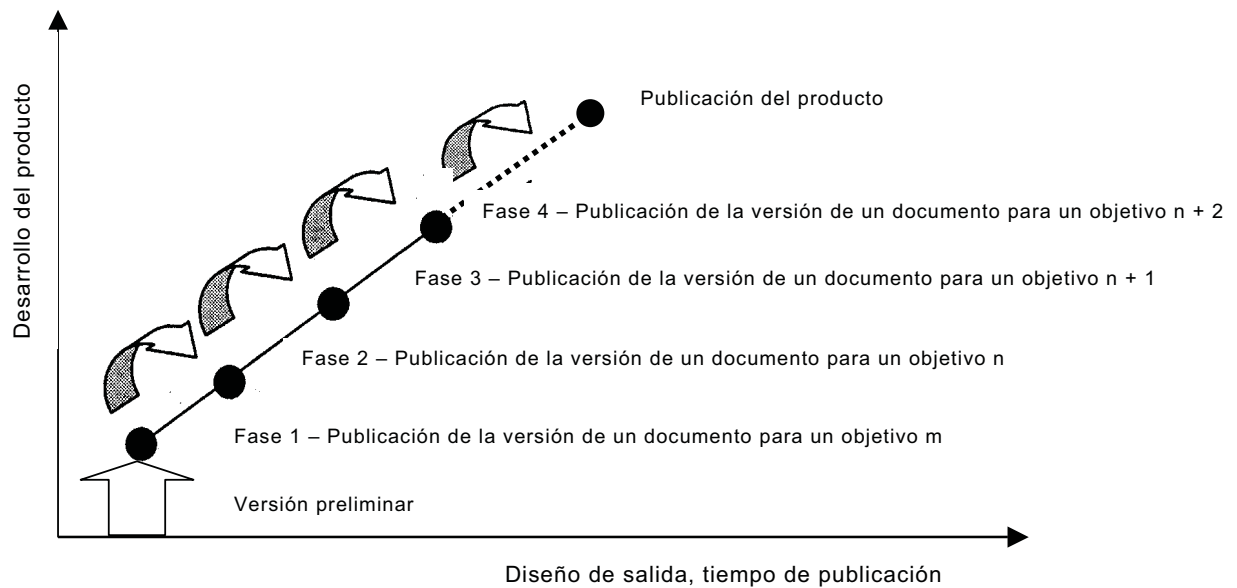 Desarrollo del producto
Publicación del producto
Fase 4 – Publicación de la versión de un documento para un objetivo n + 2
Fase 3 – Publicación de la versión de un documento para un objetivo n + 1
Fase 2 – Publicación de la versión de un documento para un objetivo n
Fase 1 – Publicación de la versión de un documento para un objetivo m
Versión preliminar
Diseño de salida, tiempo de publicación